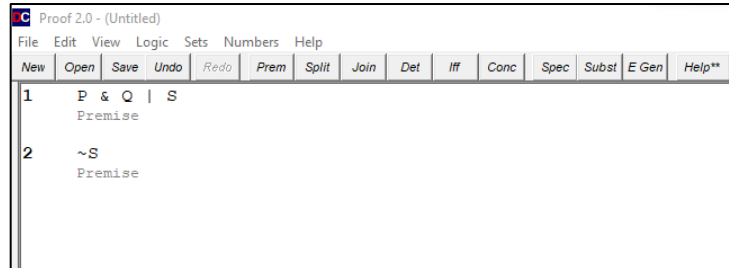 DC Proof 2.0 - (Untitled)
File Edit View Logic Sets Numbers Help
New Open Save Undo Redo Prem Split Join Det Iff Conc Spec Subst E Gen Help**
1 P & Q | S
Premise
2 ~S
Premise